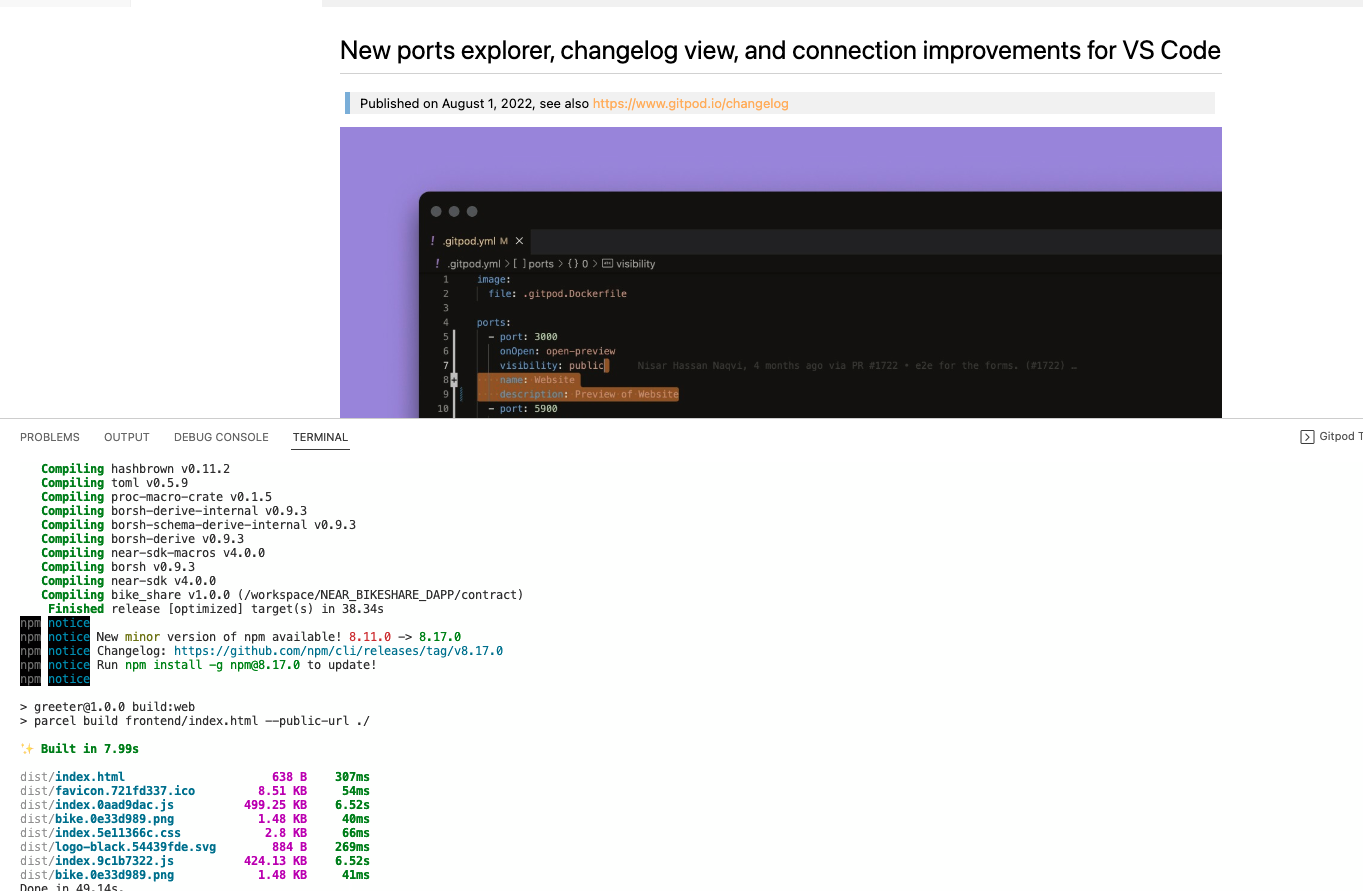 New ports explorer, changelog view, and connection improvements for VS Code
Published on August 1, 2022, see also https://www.gitpod.io/changelog
! .gitpod.yml M ×
! .gitpod.yml > [ ] ports > { } 0 > visibility
1 image:
2 file: .gitpod.Dockerfile
3
4 ports:
5 - port: 3000
6 onOpen: open-preview
7 visibility: public Nisar Hassan Naqvi, 4 months ago via PR #1722 • e2e for the forms. (#1722) …
8 name: Website
9 description: Preview of Website
10 - port: 5900
PROBLEMS OUTPUT DEBUG CONSOLE TERMINAL Gitpod T
Compiling hashbrown v0.11.2
Compiling toml v0.5.9
Compiling proc-macro-crate v0.1.5
Compiling borsh-derive-internal v0.9.3
Compiling borsh-schema-derive-internal v0.9.3
Compiling borsh-derive v0.9.3
Compiling near-sdk-macros v4.0.0
Compiling borsh v0.9.3
Compiling near-sdk v4.0.0
Compiling bike_share v1.0.0 (/workspace/NEAR_BIKESHARE_DAPP/contract)
Finished release [optimized] target(s) in 38.34s
npm notice
npm notice New minor version of npm available! 8.11.0 -> 8.17.0
npm notice Changelog: https://github.com/npm/cli/releases/tag/v8.17.0
npm notice Run npm install -g npm@8.17.0 to update!
npm notice
> greeter@1.0.0 build:web
> parcel build frontend/index.html --public-url ./
✨ Built in 7.99s
dist/index.html 638 B 307ms
dist/favicon.721fd337.ico 8.51 KB 54ms
dist/index.0aad9dac.js 499.25 KB 6.52s
dist/bike.0e33d989.png 1.48 KB 40ms
dist/index.5e11366c.css 2.8 KB 66ms
dist/logo-black.54439fde.svg 884 B 269ms
dist/index.9c1b7322.js 424.13 KB 6.52s
dist/bike.0e33d989.png 1.48 KB 41ms
Done in 49.14s.